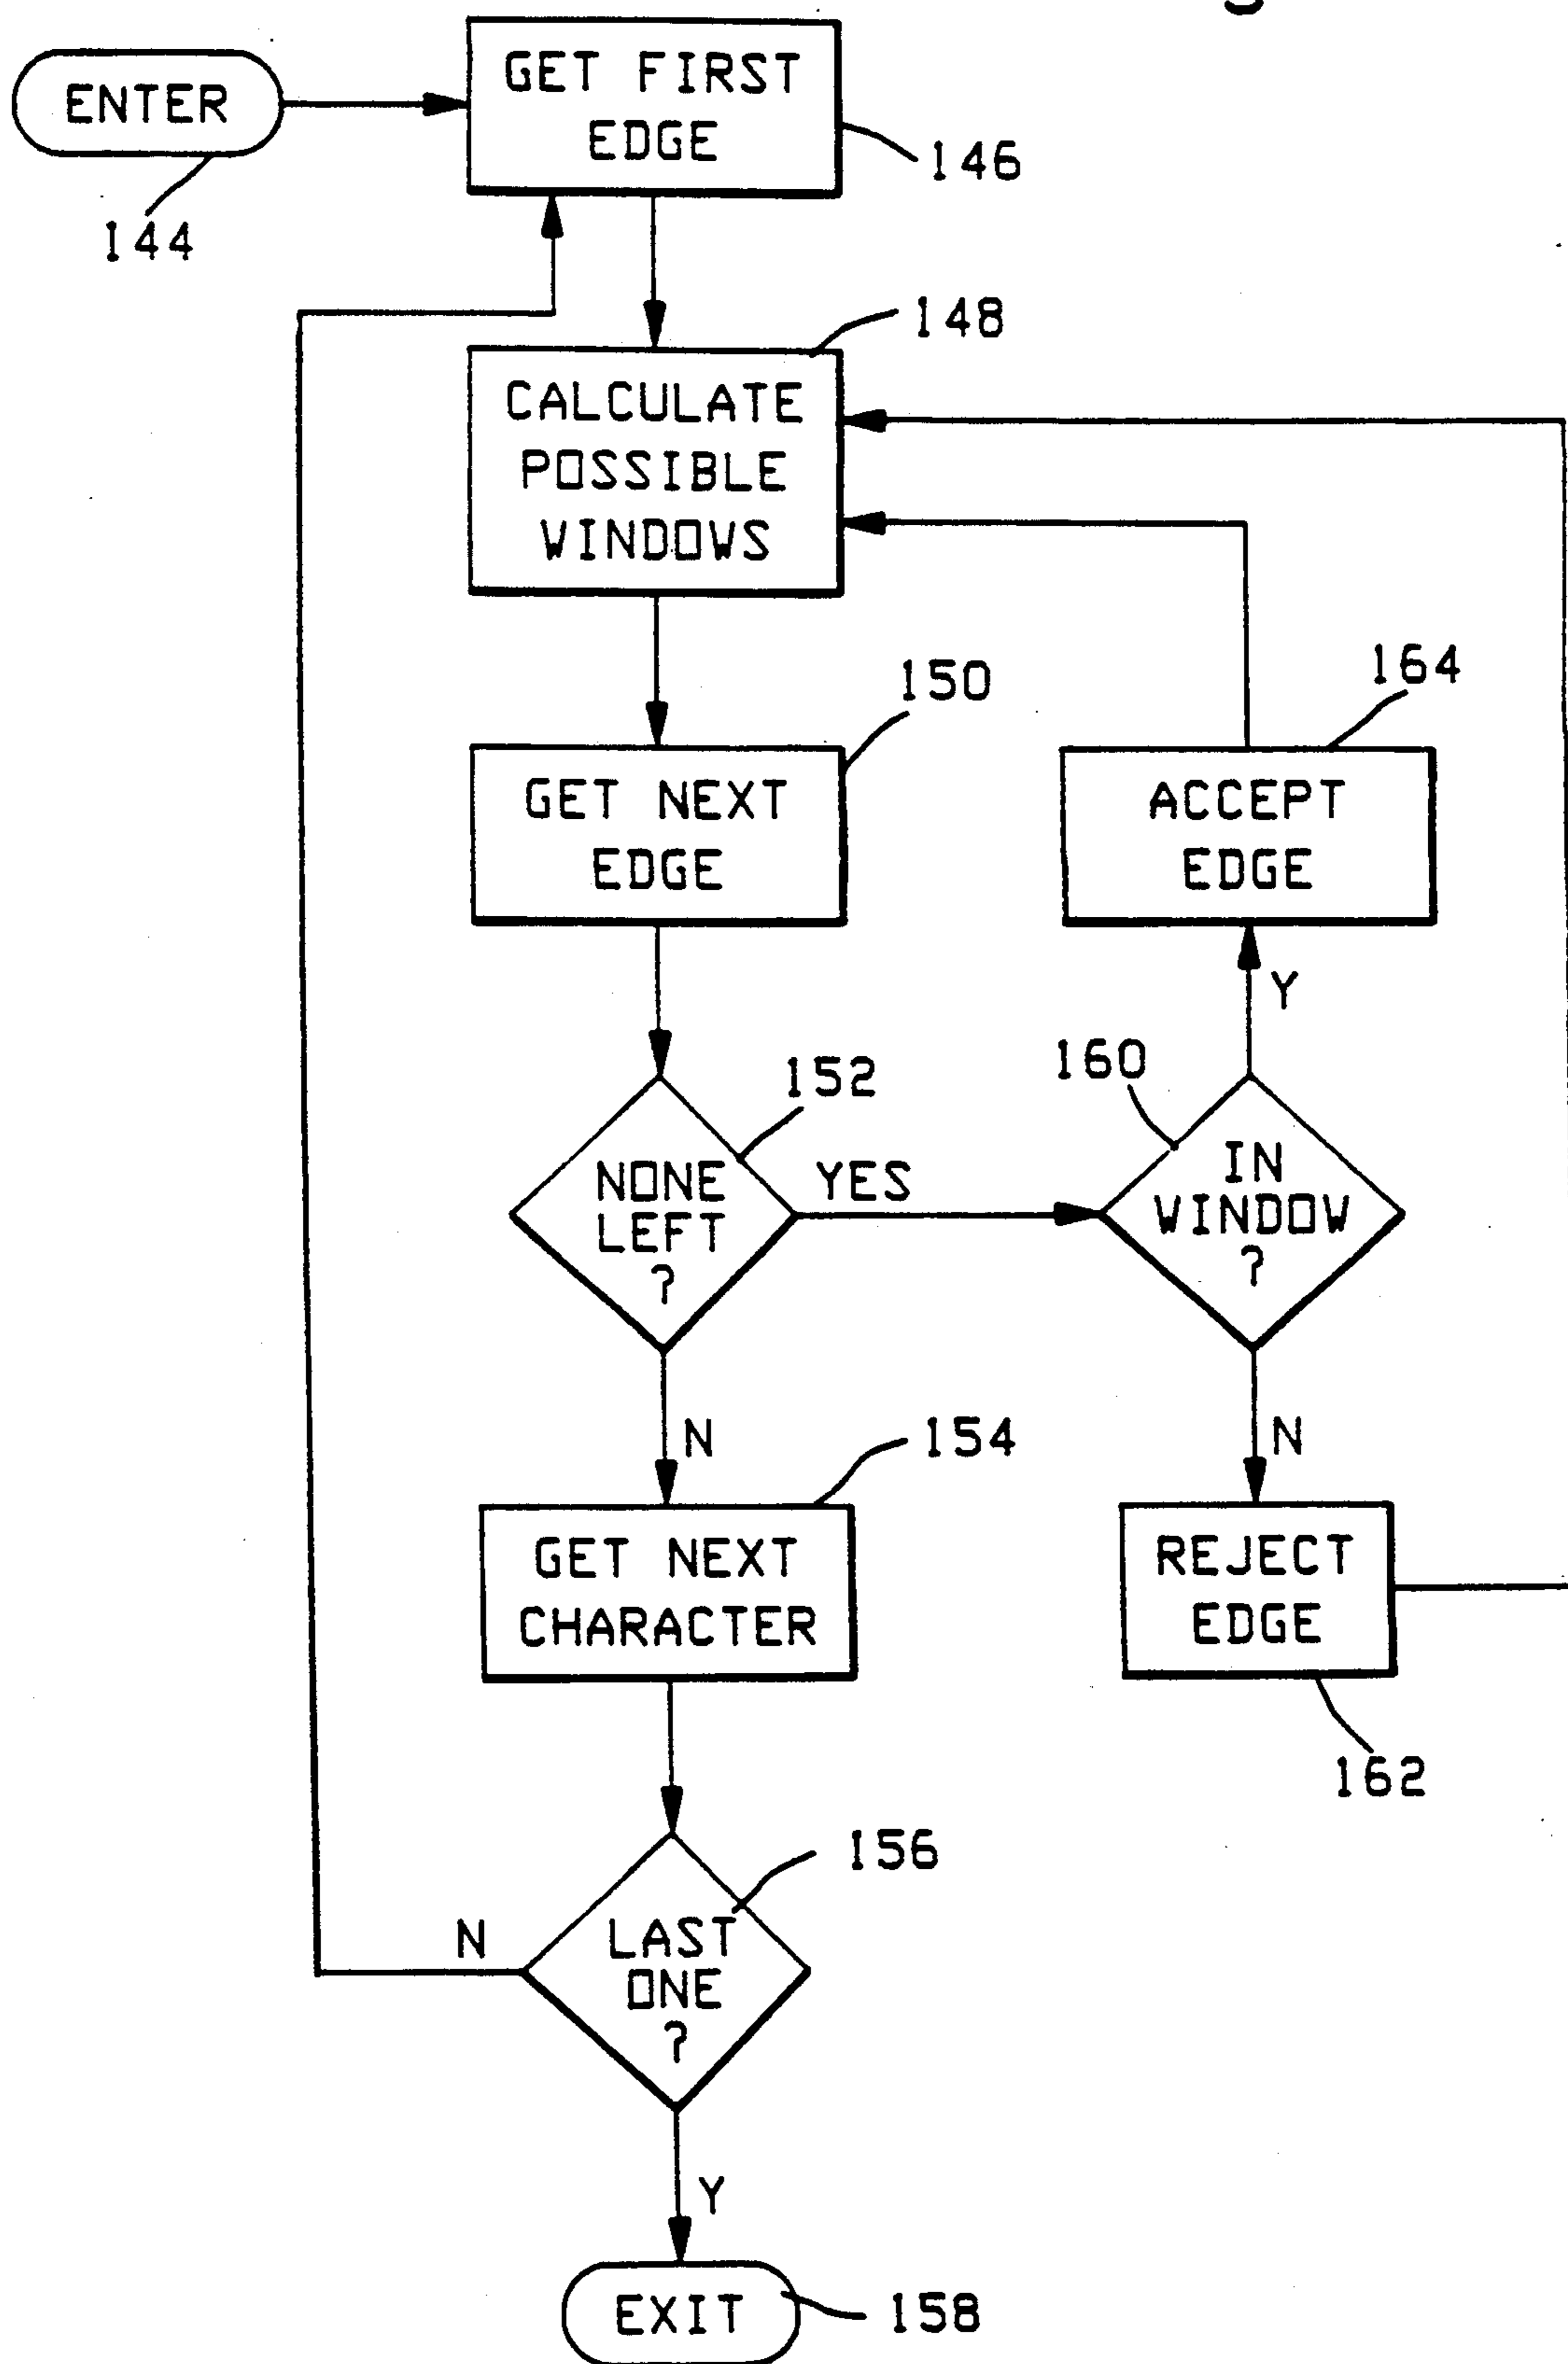 ENTER
144
GET FIRST
EDGE
146
148
CALCULATE
POSSIBLE
WINDOWS
150
GET NEXT
EDGE
164
ACCEPT
EDGE
Y
152
NONE
LEFT
?
YES
160
IN
WINDOW
?
N
154
GET NEXT
CHARACTER
N
REJECT
EDGE
162
156
LAST
ONE
?
N
Y
EXIT
158